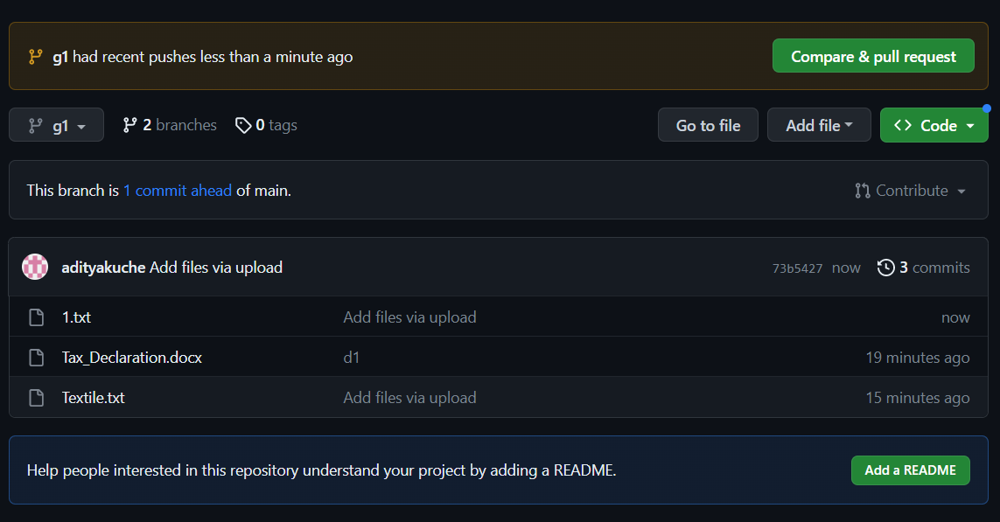 g1 had recent pushes less than a minute ago Compare & pull request
g1 2 branches 0 tags Go to file Add file Code
This branch is 1 commit ahead of main. Contribute
adityakuche Add files via upload 73b5427 now 3 commits
1.txt Add files via upload now
Tax_Declaration.docx d1 19 minutes ago
Textile.txt Add files via upload 15 minutes ago
Help people interested in this repository understand your project by adding a README. Add a README